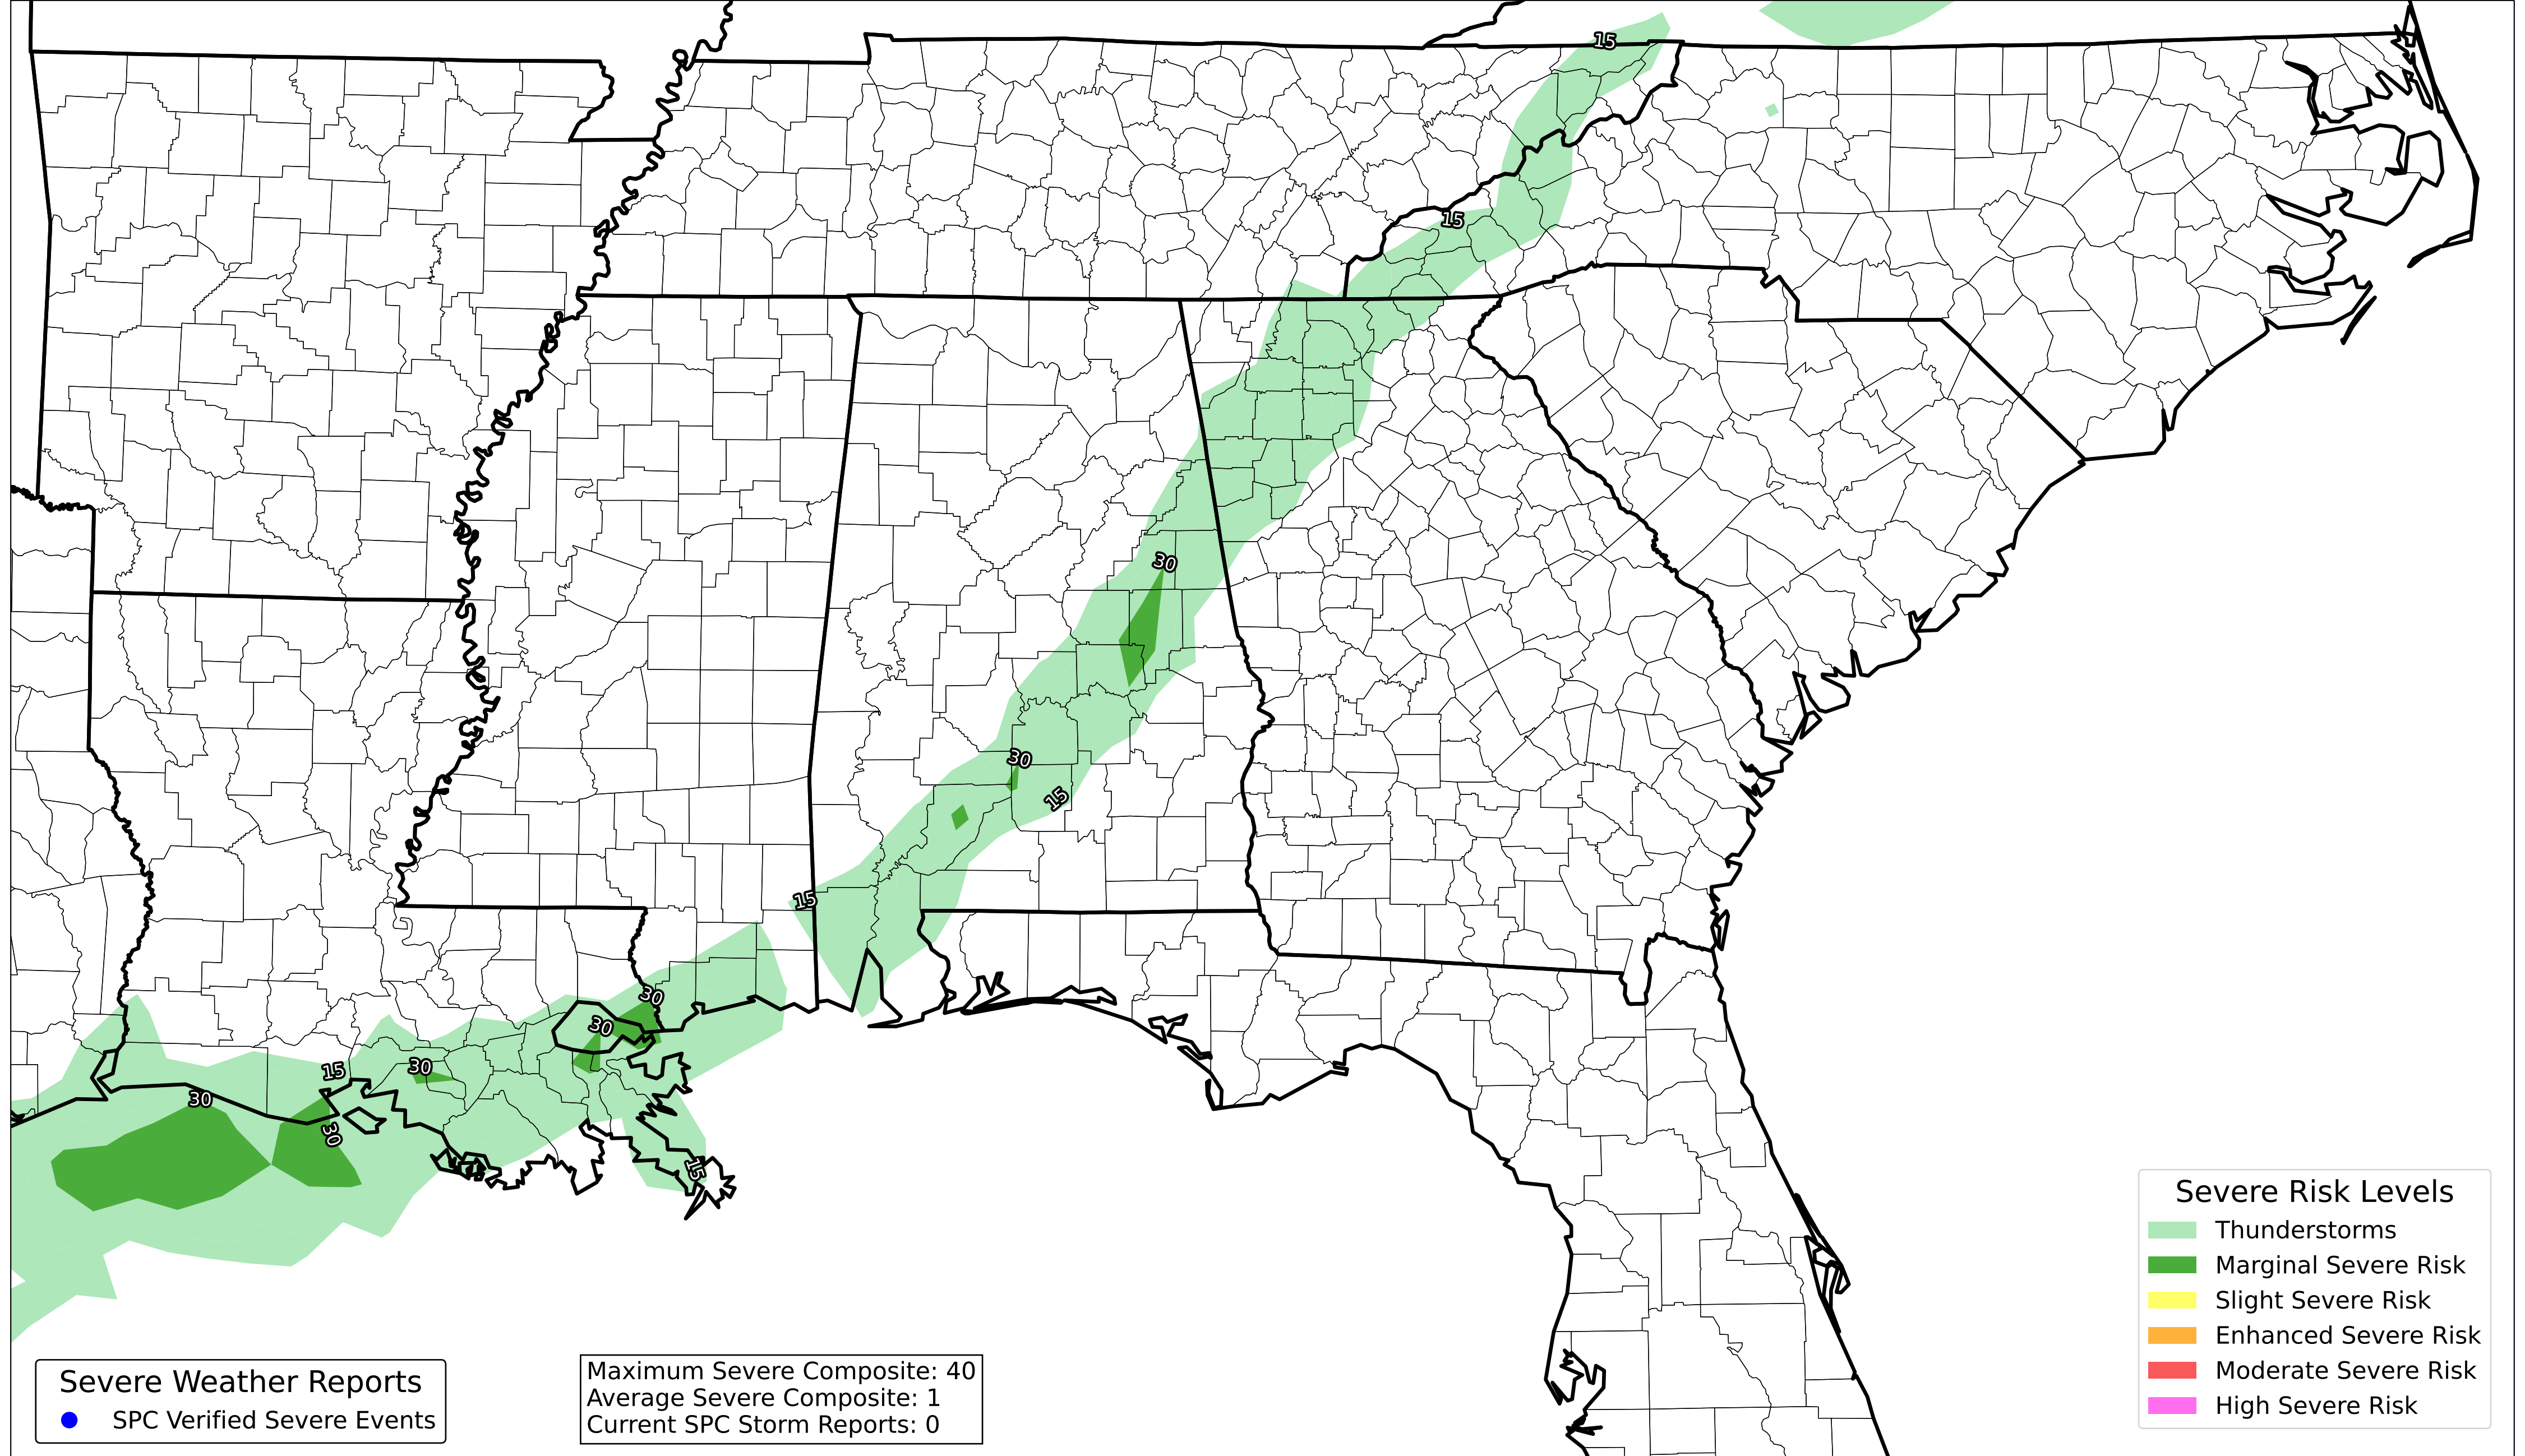 15
15
30
30
15
15
30
30
15
30
30
30
15
Severe Risk Levels
Thunderstorms
Marginal Severe Risk
Slight Severe Risk
Enhanced Severe Risk
Moderate Severe Risk
High Severe Risk
Severe Weather Reports
SPC Verified Severe Events
Maximum Severe Composite: 40
Average Severe Composite: 1
Current SPC Storm Reports: 0